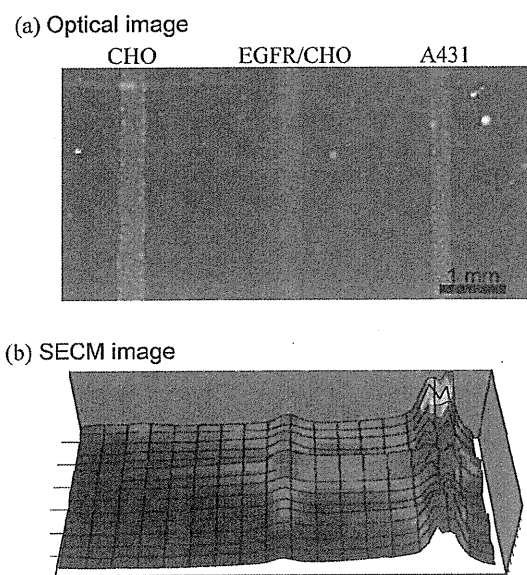 (a) Optical image
CHO EGFR/CHO A431
1 mm
(b) SECM image